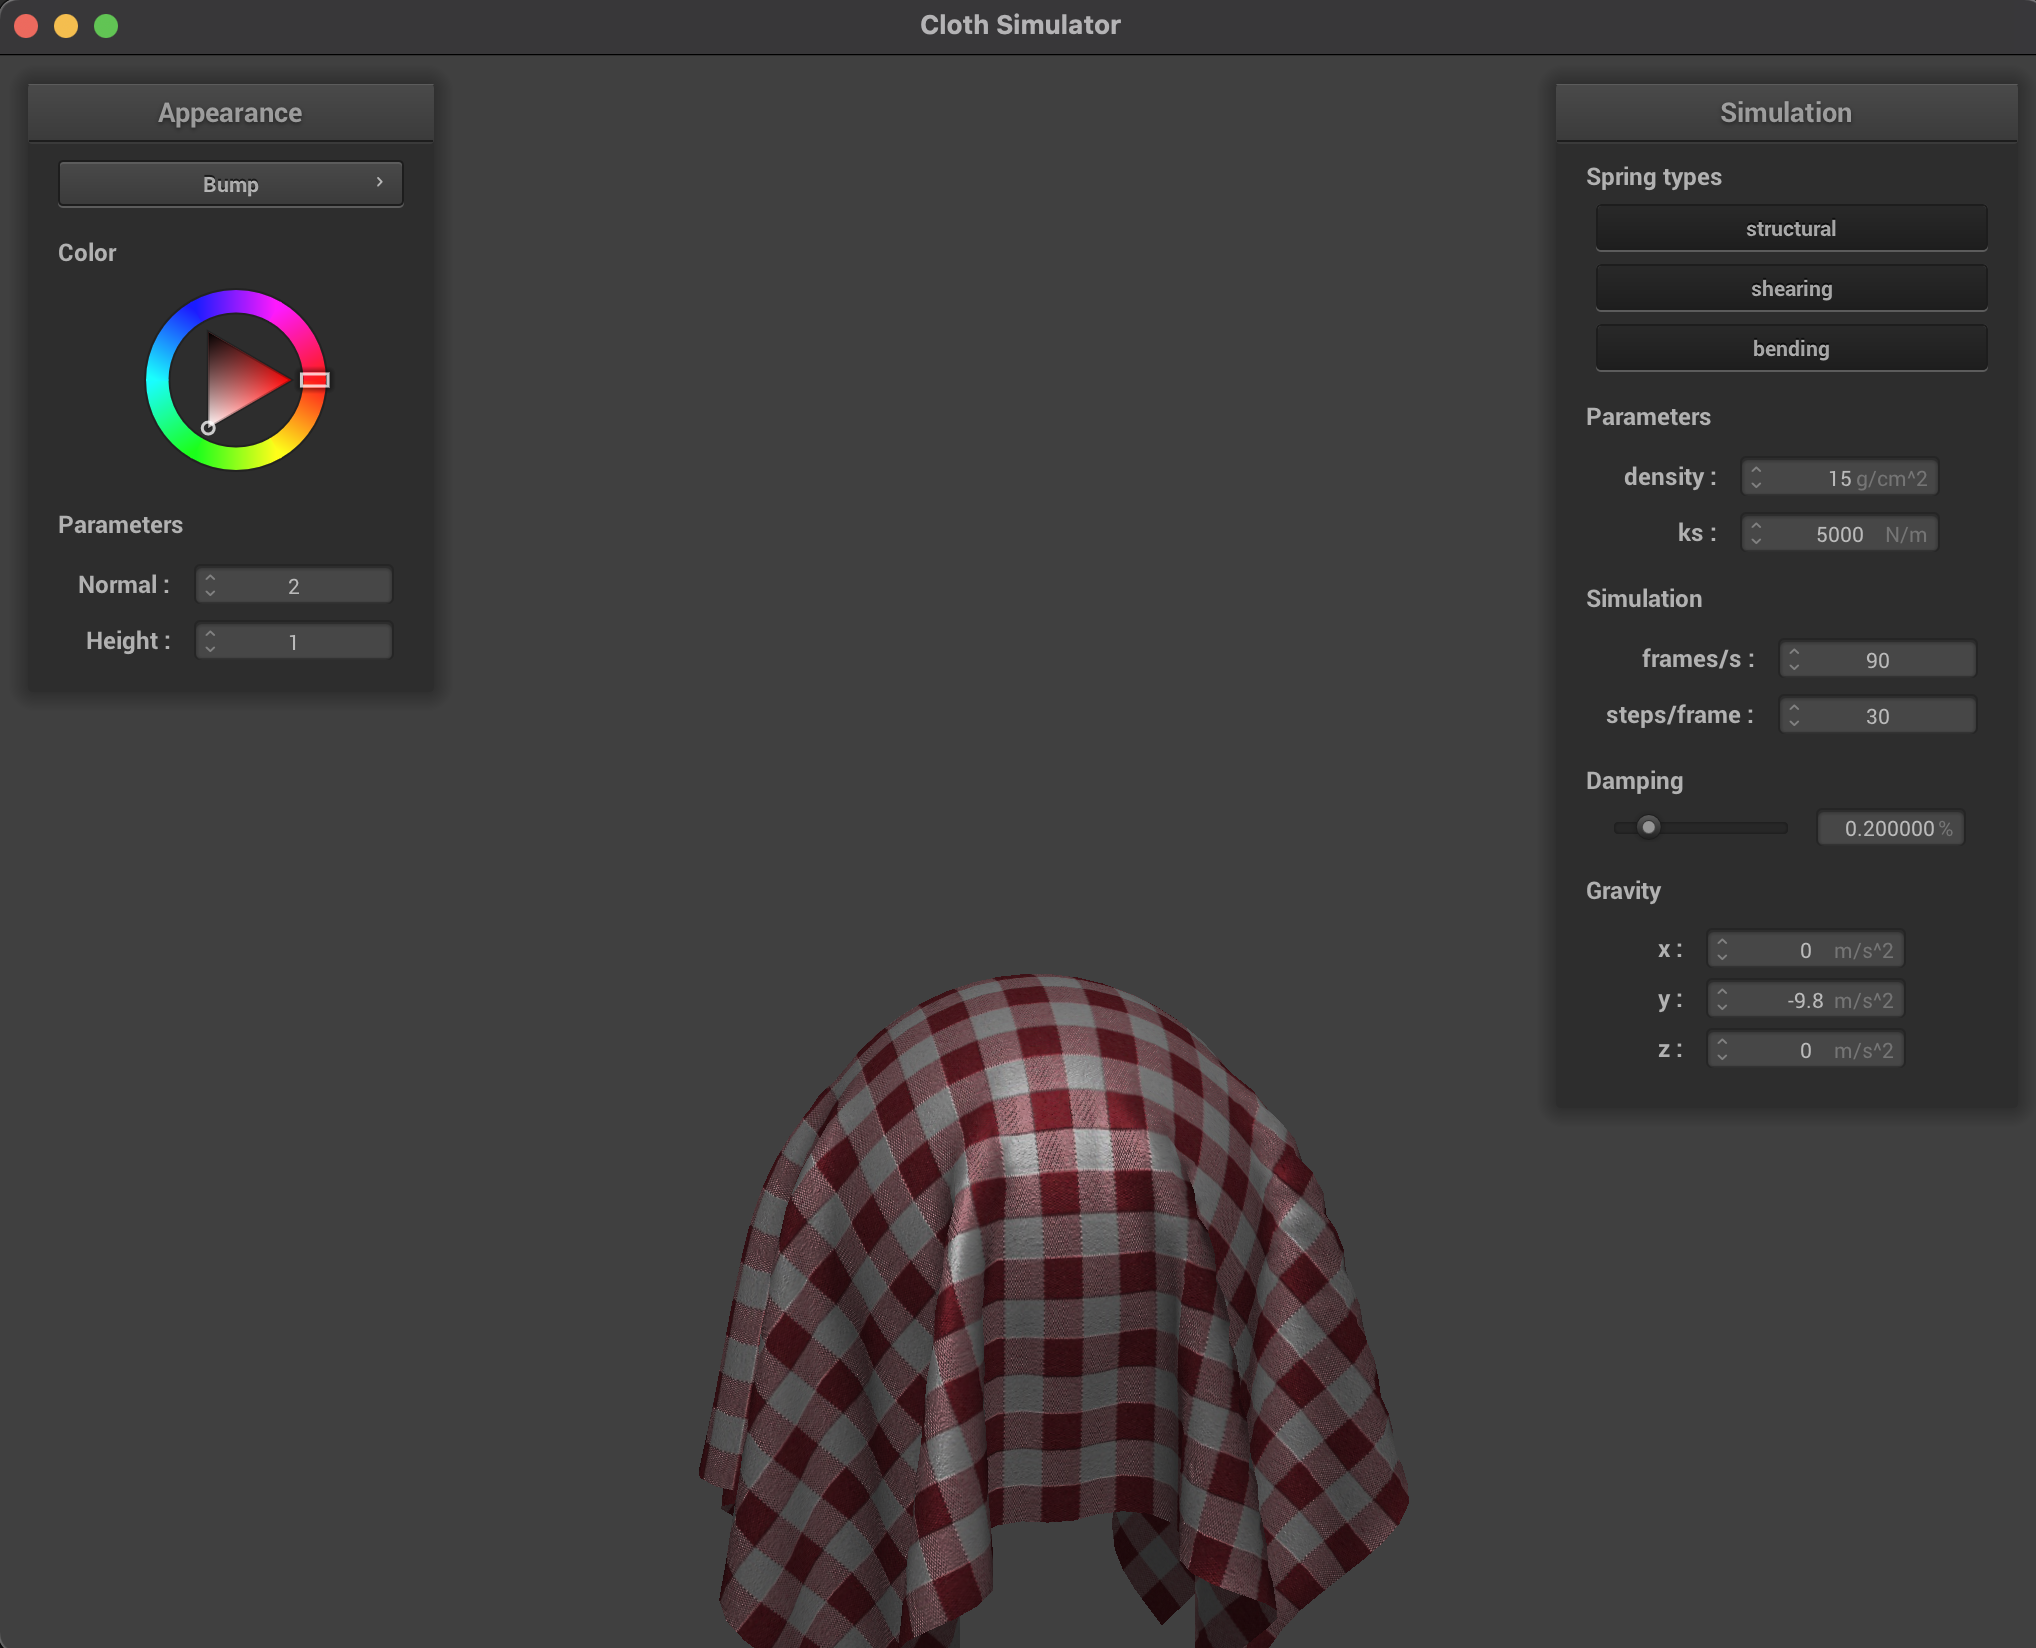 Cloth Simulator
Appearance
Bump
Color
Parameters
Normal : 2
Height : 1
Simulation
Spring types
structural
shearing
bending
Parameters
density : 15 g/cm^2
ks : 5000 N/m
Simulation
frames/s : 90
steps/frame : 30
Damping
0.200000 %
Gravity
x : 0 m/s^2
y : -9.8 m/s^2
z : 0 m/s^2